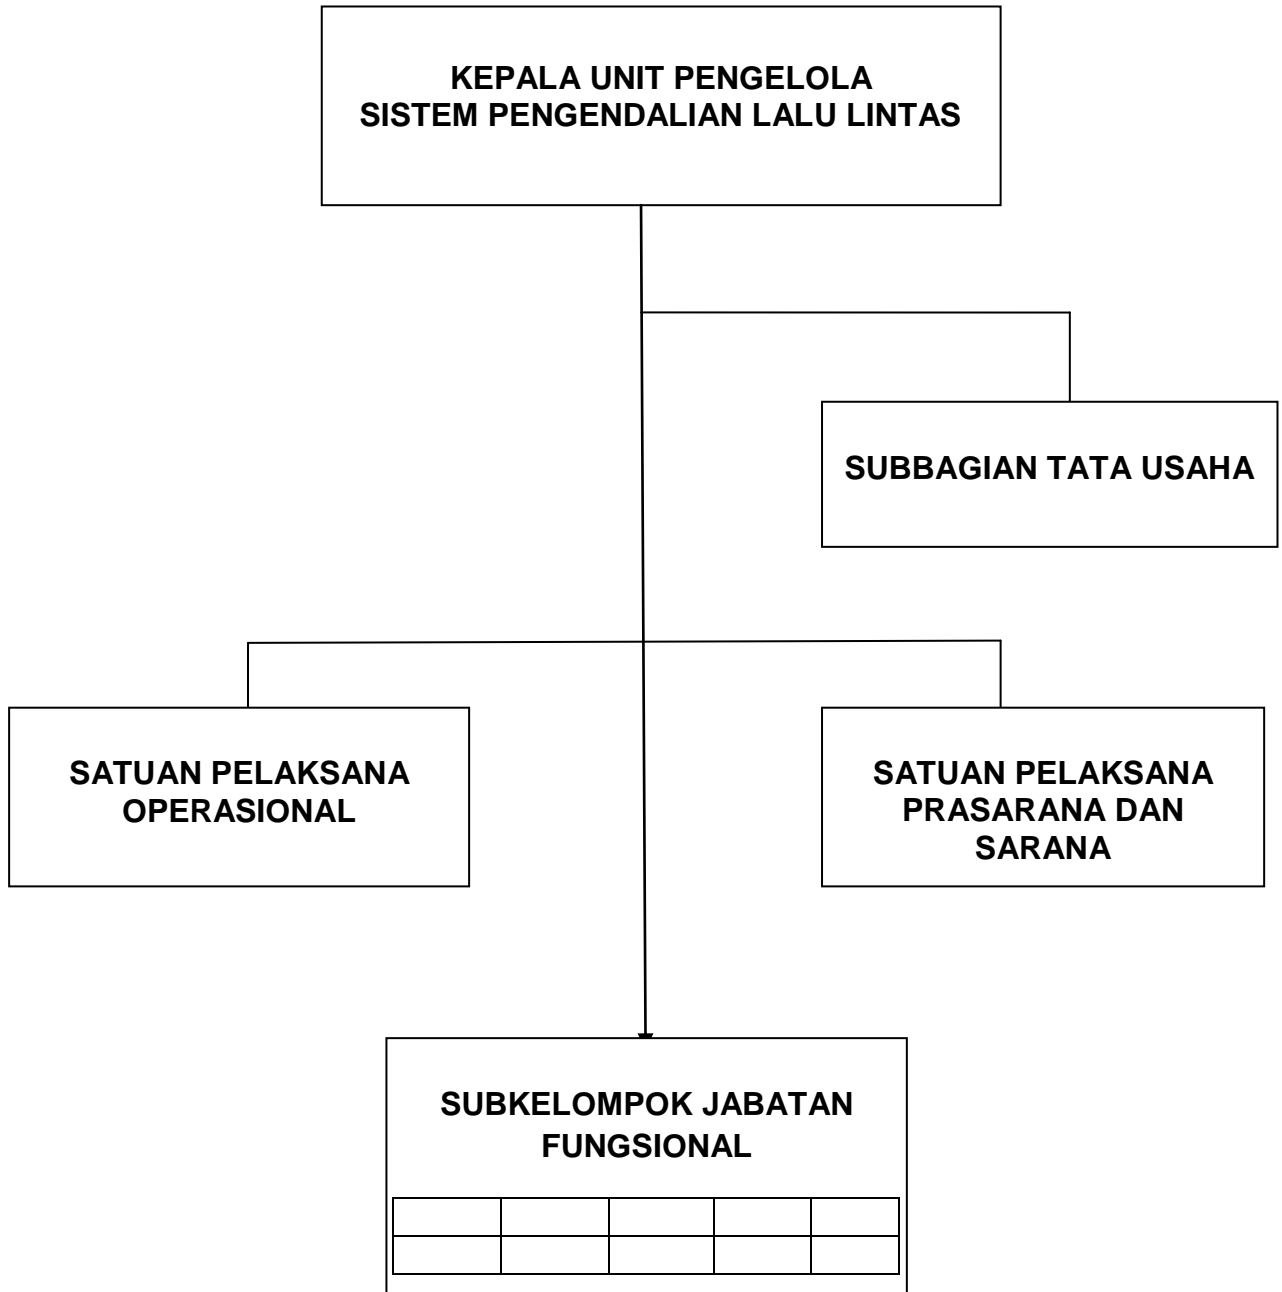 KEPALA UNIT PENGELOLA
SISTEM PENGENDALIAN LALU LINTAS
SUBBAGIAN TATA USAHA
SATUAN PELAKSANA
OPERASIONAL
SATUAN PELAKSANA
PRASARANA DAN
SARANA
SUBKELOMPOK JABATAN
FUNGSIONAL